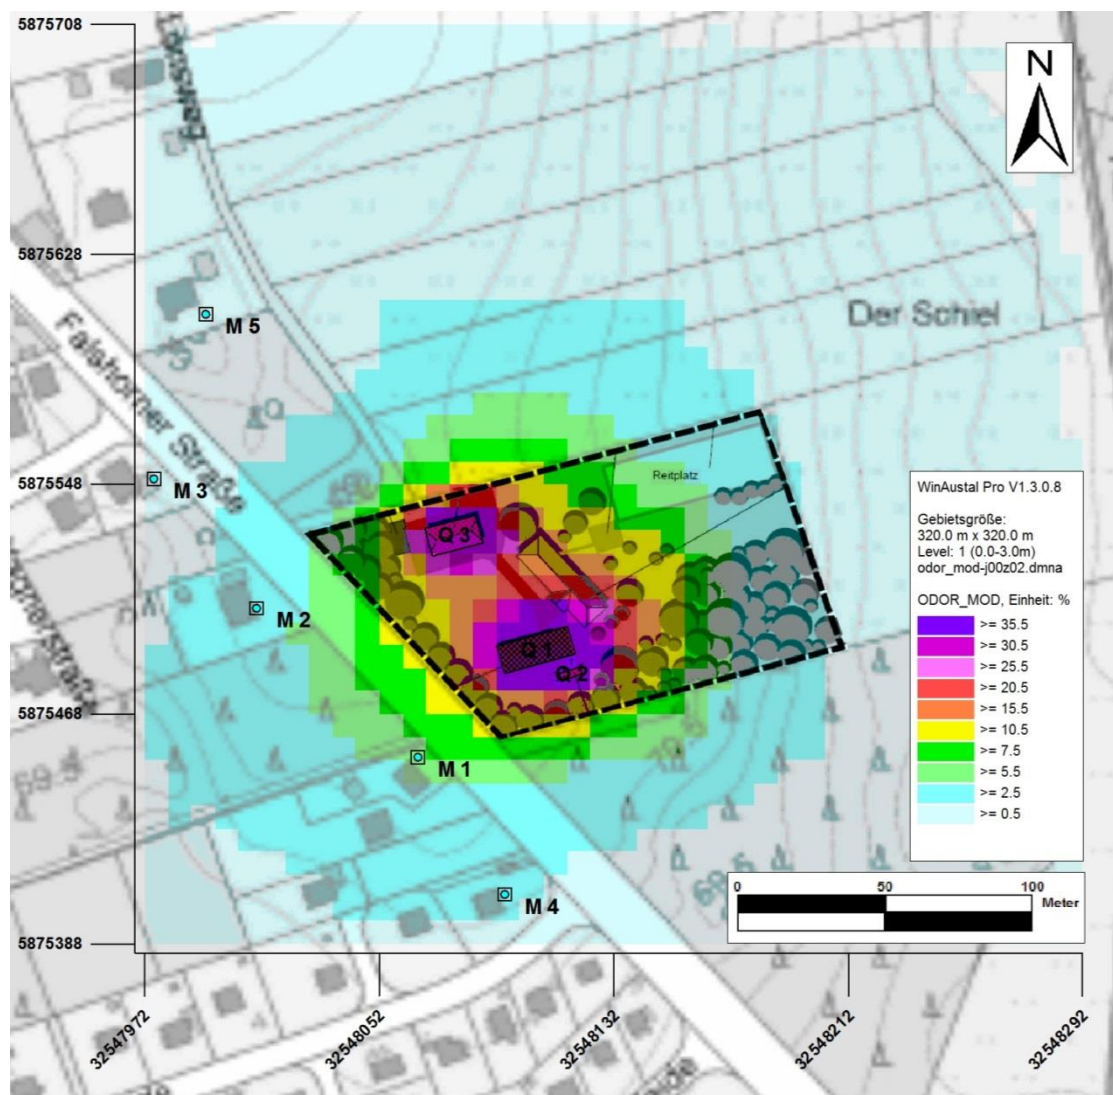 5875708
N
5875628
Falshorner Straße
M 5
Der Schiel
5875548
M 3
Reitplatz
Q 3
M 2
Q 1
Q 2
5875468
M 1
M 4
5875388
WinAustal Pro V1.3.0.8
Gebietsgröße:
320.0 m x 320.0 m
Level: 1 (0.0-3.0m)
odor_mod-j00z02.dmna
ODOR_MOD, Einheit: %
>= 35.5
>= 30.5
>= 25.5
>= 20.5
>= 15.5
>= 10.5
>= 7.5
>= 5.5
>= 2.5
>= 0.5
0 50 100
Meter
32547972
32548052
32548132
32548212
32548292